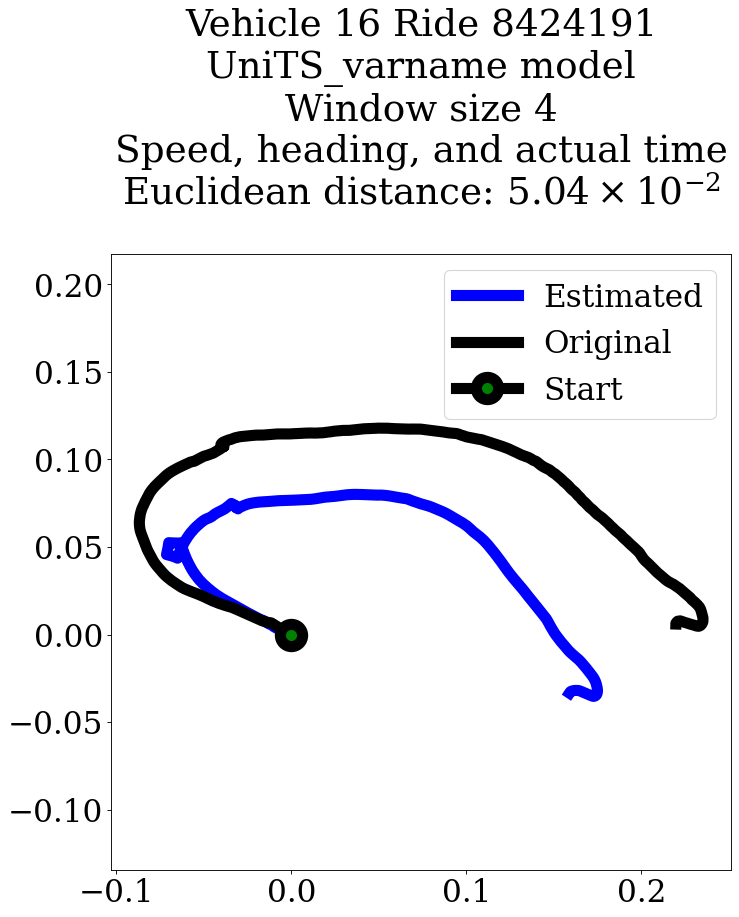 Vehicle 16 Ride 8424191
UniTS_varname model
Window size 4
Speed, heading, and actual time
Euclidean distance: 5.04 × 10⁻²
Estimated
Original
Start
0.20
0.15
0.10
0.05
0.00
−0.05
−0.10
−0.1 0.0 0.1 0.2